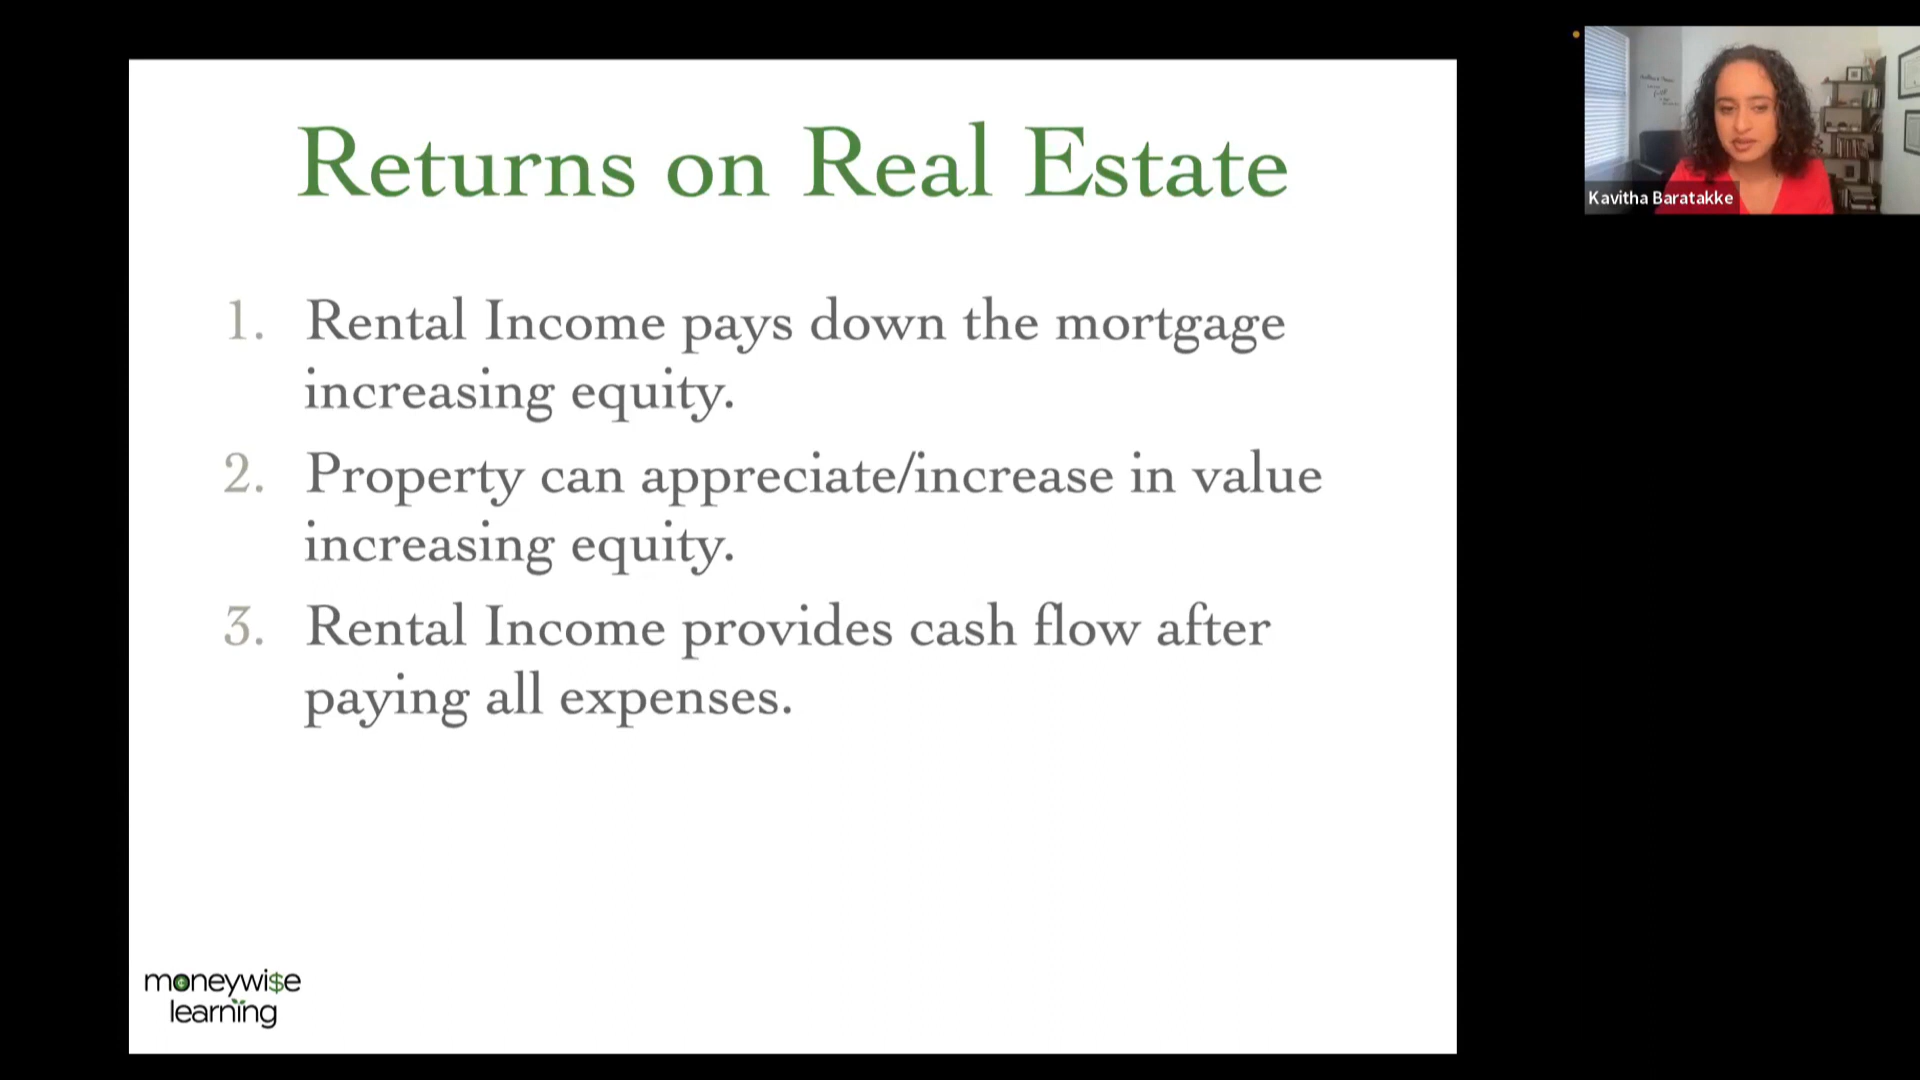 Returns on Real Estate
1. Rental Income pays down the mortgage
increasing equity.
2. Property can appreciate/increase in value
increasing equity.
3. Rental Income provides cash flow after
paying all expenses.
moneywi$e
learning
Kavitha Baratakke